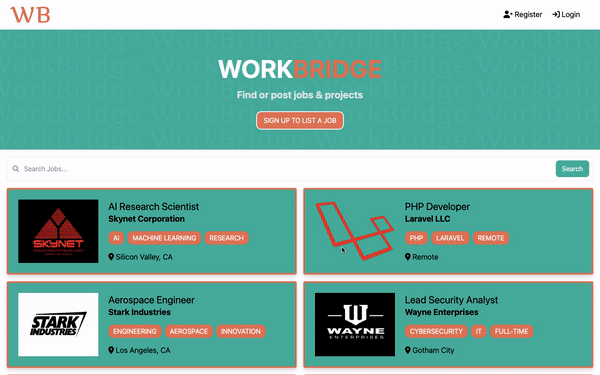 WB
Register
Login
WORKBRIDGE
Find or post jobs & projects
SIGN UP TO LIST A JOB
Search Jobs...
Search
SKYNET
AI Research Scientist
Skynet Corporation
AI MACHINE LEARNING RESEARCH
Silicon Valley, CA
PHP Developer
Laravel LLC
PHP LARAVEL REMOTE
Remote
STARK
INDUSTRIES
Aerospace Engineer
Stark Industries
ENGINEERING AEROSPACE INNOVATION
Los Angeles, CA
W
WAYNE
ENTERPRISES
Lead Security Analyst
Wayne Enterprises
CYBERSECURITY IT FULL-TIME
Gotham City